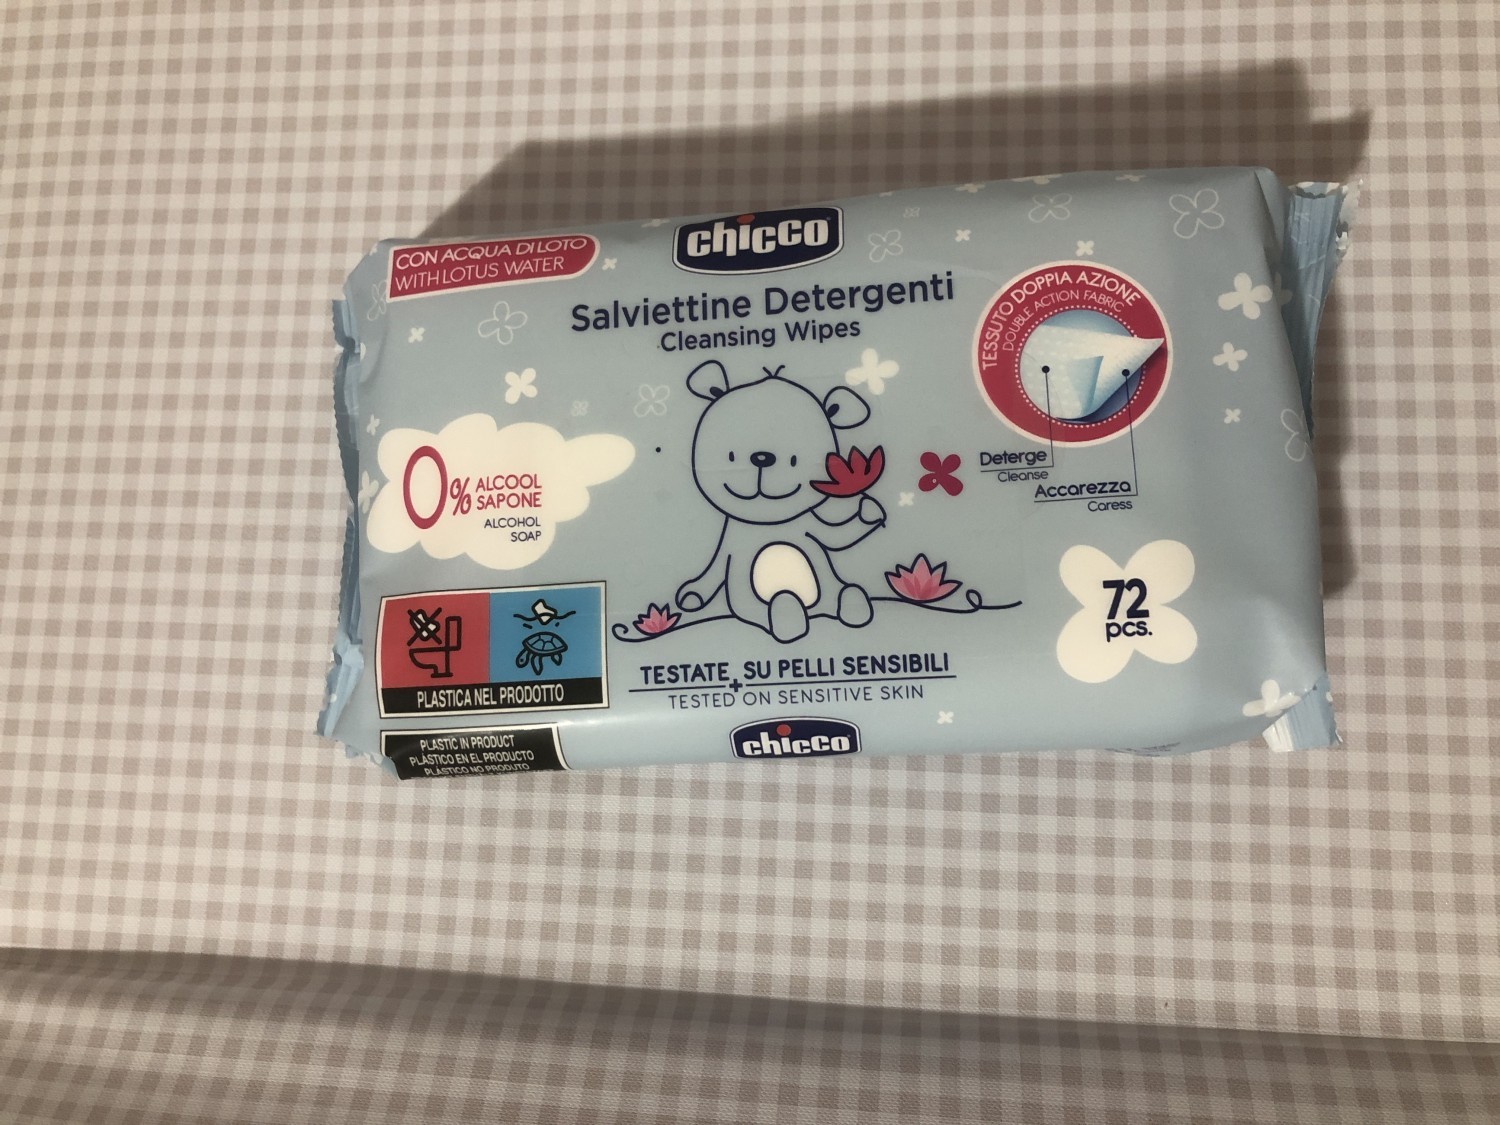 CON ACQUA DI LOTO
WITH LOTUS WATER
chicco
Salviettine Detergenti
Cleansing Wipes
TESSUTO DOPPIA AZIONE
DOUBLE ACTION FABRIC
Deterge
Cleanse
Accarezza
Caress
0% ALCOOL
SAPONE
ALCOHOL
SOAP
72
pcs.
PLASTICA NEL PRODOTTO
TESTATE SU PELLI SENSIBILI
TESTED ON SENSITIVE SKIN
PLASTIC IN PRODUCT
PLÁSTICO EN EL PRODUCTO
PLÁSTICO NO PRODUTO
chicco